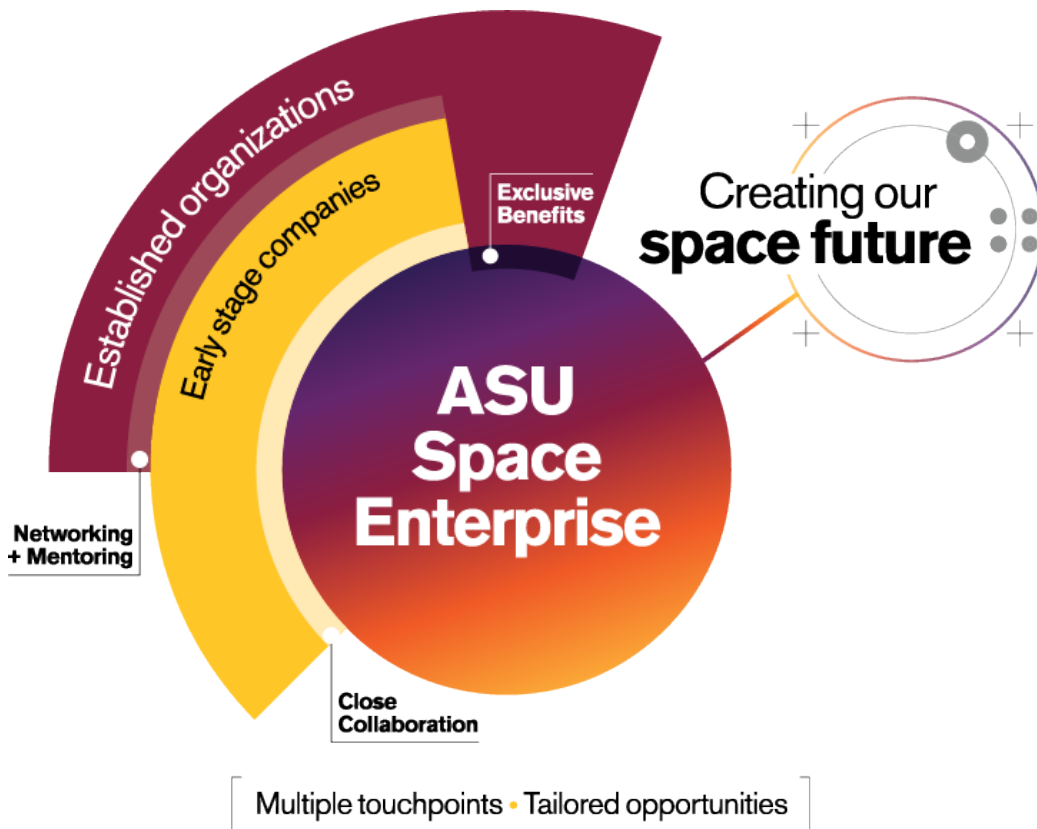 Established organizations
Early stage companies
Exclusive
Benefits
Creating our
space future
ASU
Space
Enterprise
Networking
+ Mentoring
Close
Collaboration
Multiple touchpoints • Tailored opportunities